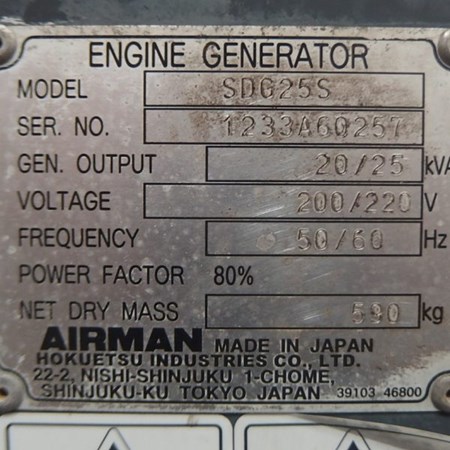 ENGINE GENERATOR
MODEL SDG25S
SER. NO. 1233A60257
GEN. OUTPUT 20/25 kVA
VOLTAGE 200/220 V
FREQUENCY 50/60 Hz
POWER FACTOR 80%
NET DRY MASS 590 kg
AIRMAN MADE IN JAPAN
HOKUETSU INDUSTRIES CO., LTD.
22-2, NISHI-SHINJUKU 1-CHOME,
SHINJUKU-KU TOKYO JAPAN 39103 46800